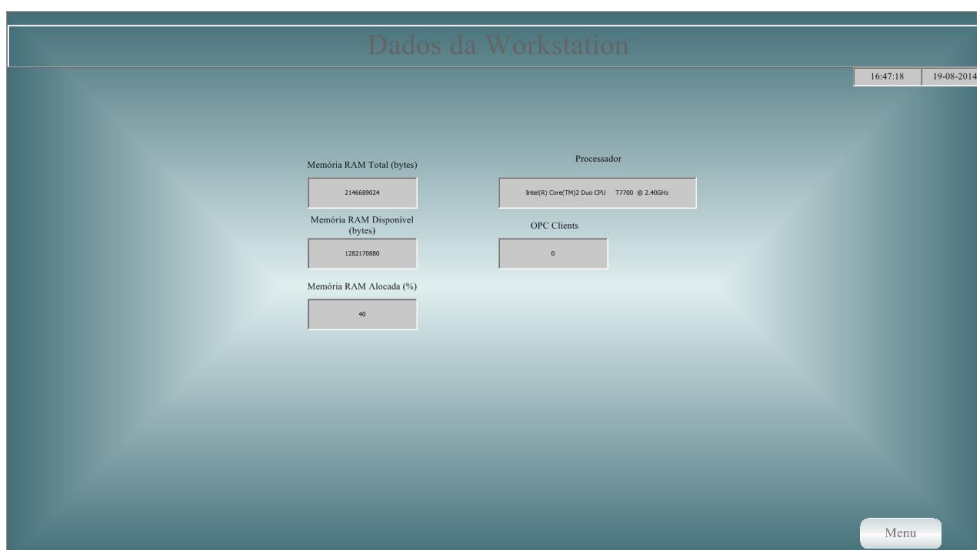 Dados da Workstation
16:47:18 19-08-2014
Memória RAM Total (bytes)
2146689024
Processador
Intel(R) Core(TM)2 Duo CPU T7700 @ 2.40GHz
Memória RAM Disponível
(bytes)
1282170880
OPC Clients
0
Memória RAM Alocada (%)
40
Menu